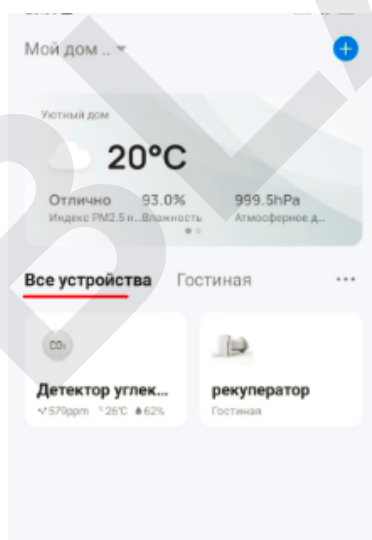 Мой дом ..
Уютный дом
20°C
Отлично 93.0% 999.5hPa
Индекс PM2.5 н... Влажность Атмосферное д...
Все устройства Гостиная ...
CO₂
Детектор углек... рекуператор
579ppm 26°C 62% Гостиная